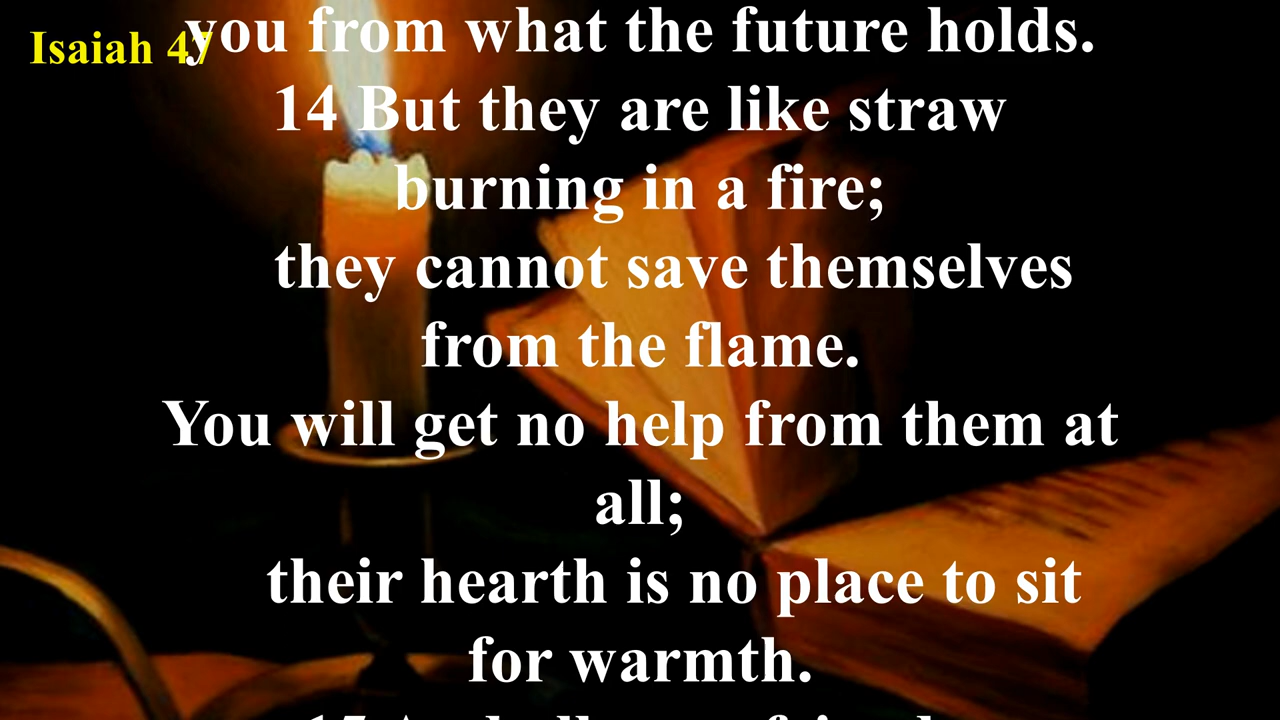 Isaiah 47
you from what the future holds.
14 But they are like straw
burning in a fire;
they cannot save themselves
from the flame.
You will get no help from them at
all;
their hearth is no place to sit
for warmth.